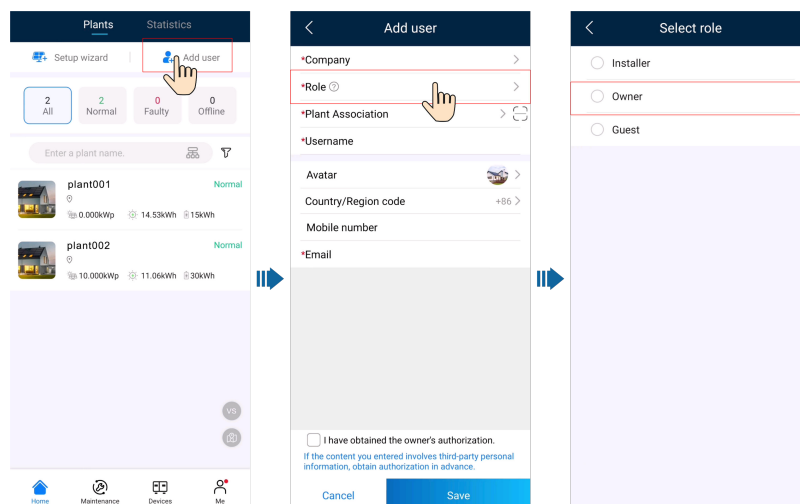 Plants Statistics
Setup wizard Add user
2 2 0 0
All Normal Faulty Offline
Enter a plant name.
plant001 Normal
0.000kWp 14.53kWh 15kWh
plant002 Normal
10.000kWp 11.06kWh 30kWh
VS
Home Maintenance Devices Me
Add user
*Company
*Role
*Plant Association
*Username
Avatar
Country/Region code +86
Mobile number
*Email
I have obtained the owner's authorization.
If the content you entered involves third-party personal
information, obtain authorization in advance.
Cancel Save
Select role
Installer
Owner
Guest